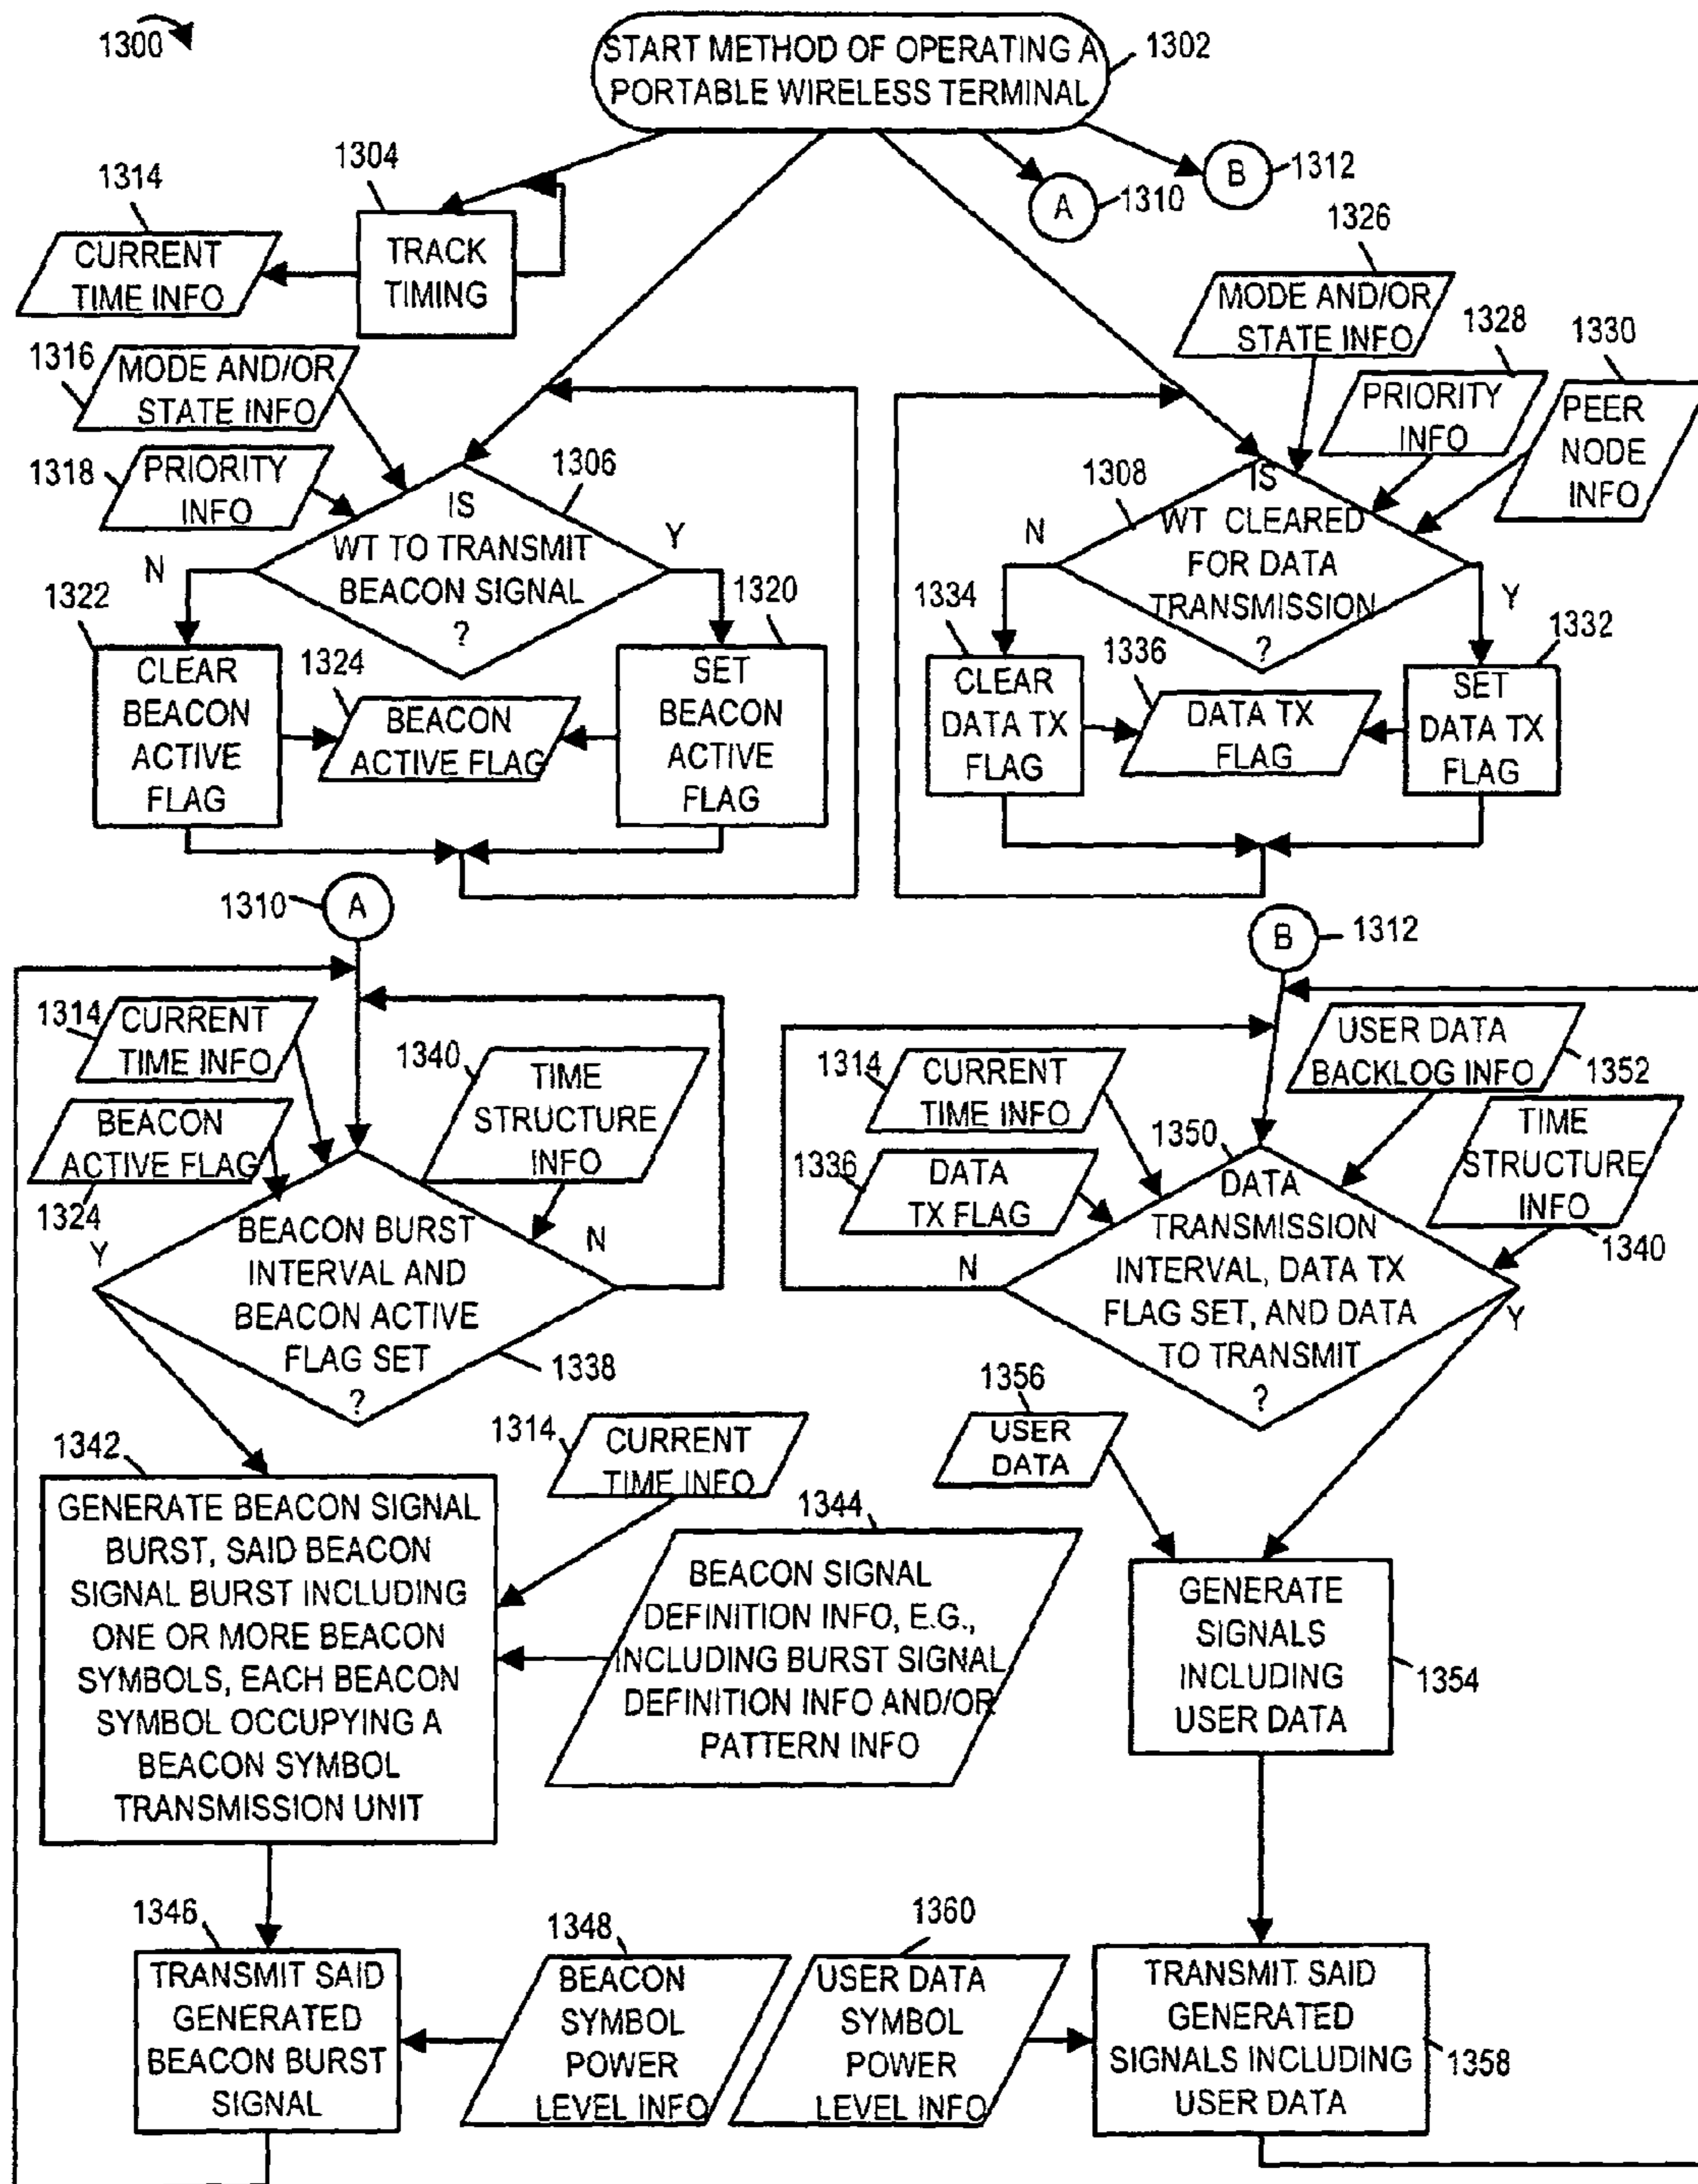 1300
START METHOD OF OPERATING A
PORTABLE WIRELESS TERMINAL
1302
1304
TRACK
TIMING
1314
CURRENT
TIME INFO
A
1310
B
1312
1316
MODE AND/OR
STATE INFO
1318
PRIORITY
INFO
1306
IS
WT TO TRANSMIT
BEACON SIGNAL
?
N
Y
1322
CLEAR
BEACON
ACTIVE
FLAG
1324
BEACON
ACTIVE FLAG
1320
SET
BEACON
ACTIVE
FLAG
1326
MODE AND/OR
STATE INFO
1328
PRIORITY
INFO
1330
PEER
NODE
INFO
1308
IS
WT CLEARED
FOR DATA
TRANSMISSION
?
N
Y
1334
CLEAR
DATA TX
FLAG
1336
DATA TX
FLAG
1332
SET
DATA TX
FLAG
1310
A
1314
CURRENT
TIME INFO
BEACON
ACTIVE FLAG
1324
1340
TIME
STRUCTURE
INFO
Y
BEACON BURST
INTERVAL AND
BEACON ACTIVE
FLAG SET
?
N
1338
1342
GENERATE BEACON SIGNAL
BURST, SAID BEACON
SIGNAL BURST INCLUDING
ONE OR MORE BEACON
SYMBOLS, EACH BEACON
SYMBOL OCCUPYING A
BEACON SYMBOL
TRANSMISSION UNIT
1314
CURRENT
TIME INFO
1344
BEACON SIGNAL
DEFINITION INFO, E.G.,
INCLUDING BURST SIGNAL
DEFINITION INFO AND/OR
PATTERN INFO
1346
TRANSMIT SAID
GENERATED
BEACON BURST
SIGNAL
1348
BEACON
SYMBOL
POWER
LEVEL INFO
B
1312
USER DATA
BACKLOG INFO
1352
1314
CURRENT
TIME INFO
1336
DATA
TX FLAG
1350
TIME
STRUCTURE
INFO
1340
DATA
TRANSMISSION
INTERVAL, DATA TX
FLAG SET, AND DATA
TO TRANSMIT
?
N
Y
1356
USER
DATA
GENERATE
SIGNALS
INCLUDING
USER DATA
1354
1360
USER DATA
SYMBOL
POWER
LEVEL INFO
TRANSMIT SAID
GENERATED
SIGNALS INCLUDING
USER DATA
1358